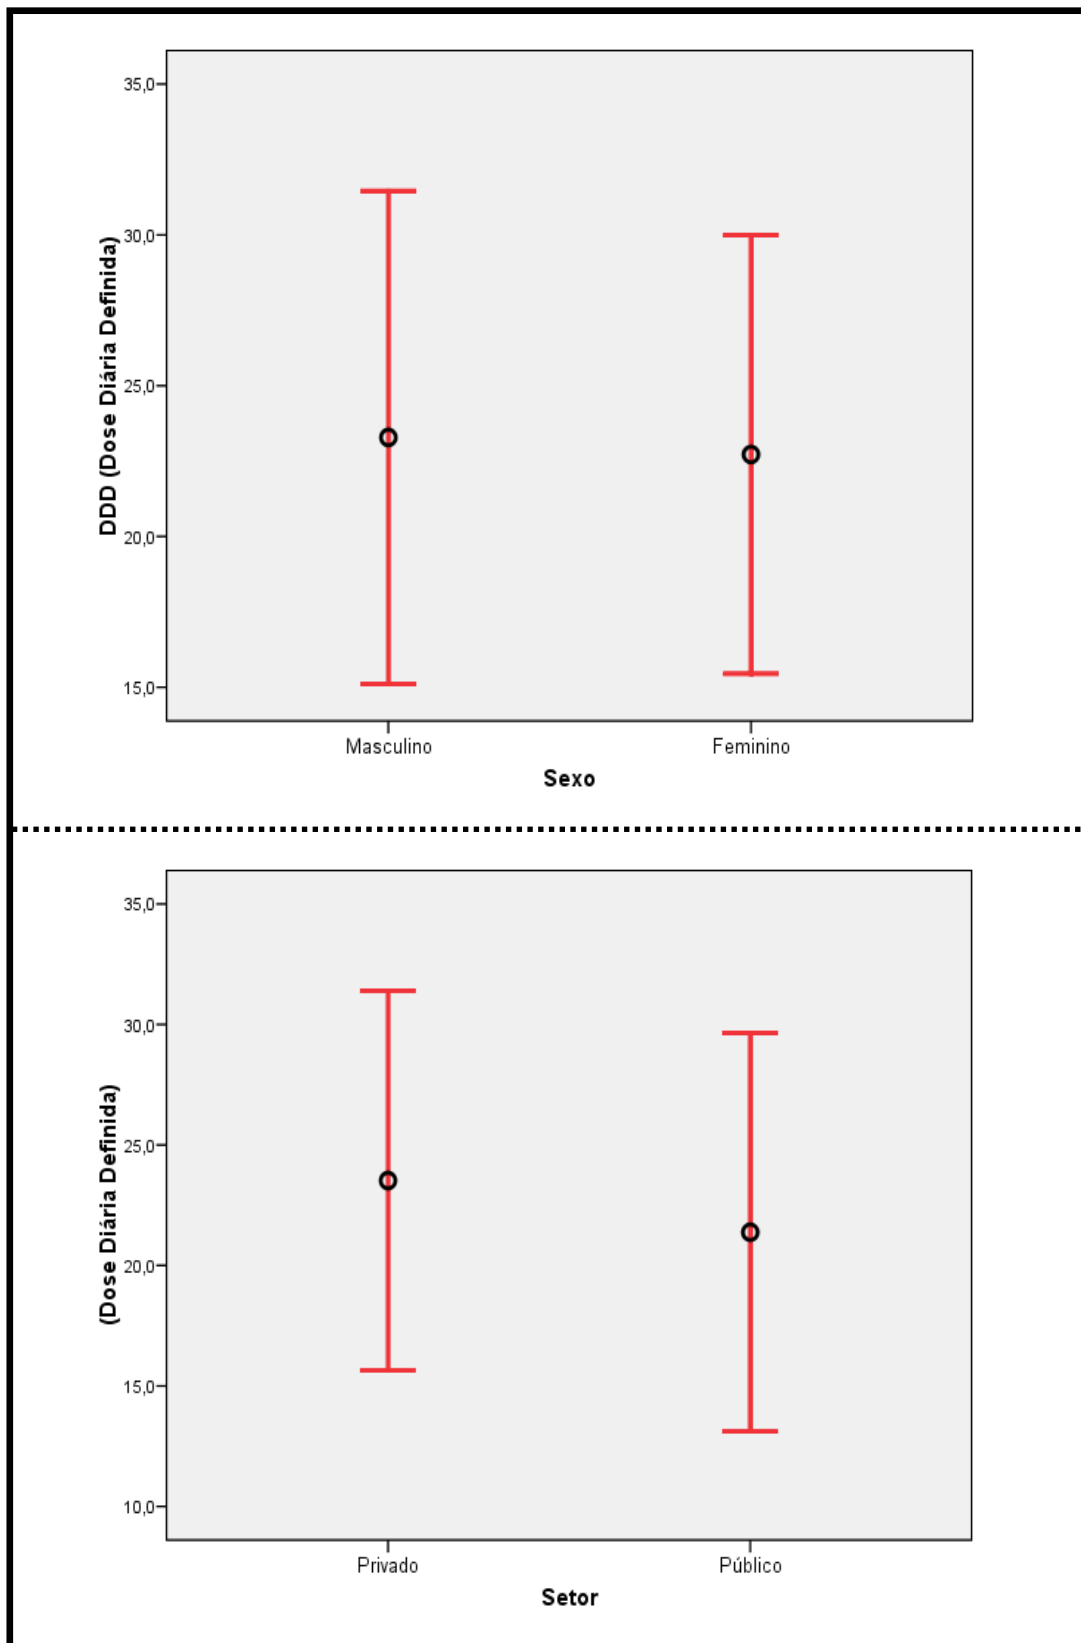 35,0
30,0
25,0
20,0
15,0
DDD (Dose Diária Definida)
Masculino
Feminino
Sexo
35,0
30,0
25,0
20,0
15,0
10,0
(Dose Diária Definida)
Privado
Público
Setor